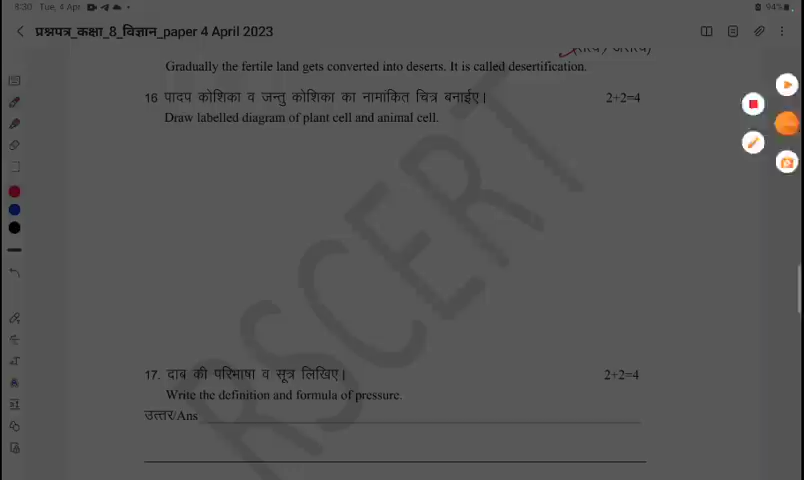 8:30 Tue, 4 Apr
94%
प्रश्नपत्र_कक्षा_8_विज्ञान_paper 4 April 2023
Gradually the fertile land gets converted into deserts. It is called desertification.
16 पादप कोशिका व जन्तु कोशिका का नामांकित चित्र बनाईए। 2+2=4
Draw labelled diagram of plant cell and animal cell.
RSCERT
17. दाब की परिभाषा व सूत्र लिखिए। 2+2=4
Write the definition and formula of pressure.
उत्तर/Ans